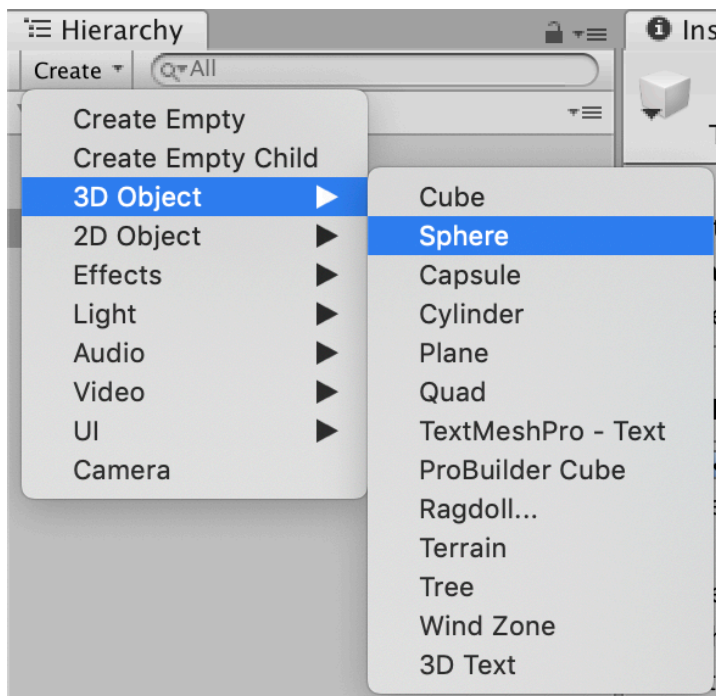 Hierarchy
Ins
Create
All
Create Empty
Create Empty Child
3D Object
2D Object
Effects
Light
Audio
Video
UI
Camera
Cube
Sphere
Capsule
Cylinder
Plane
Quad
TextMeshPro - Text
ProBuilder Cube
Ragdoll...
Terrain
Tree
Wind Zone
3D Text